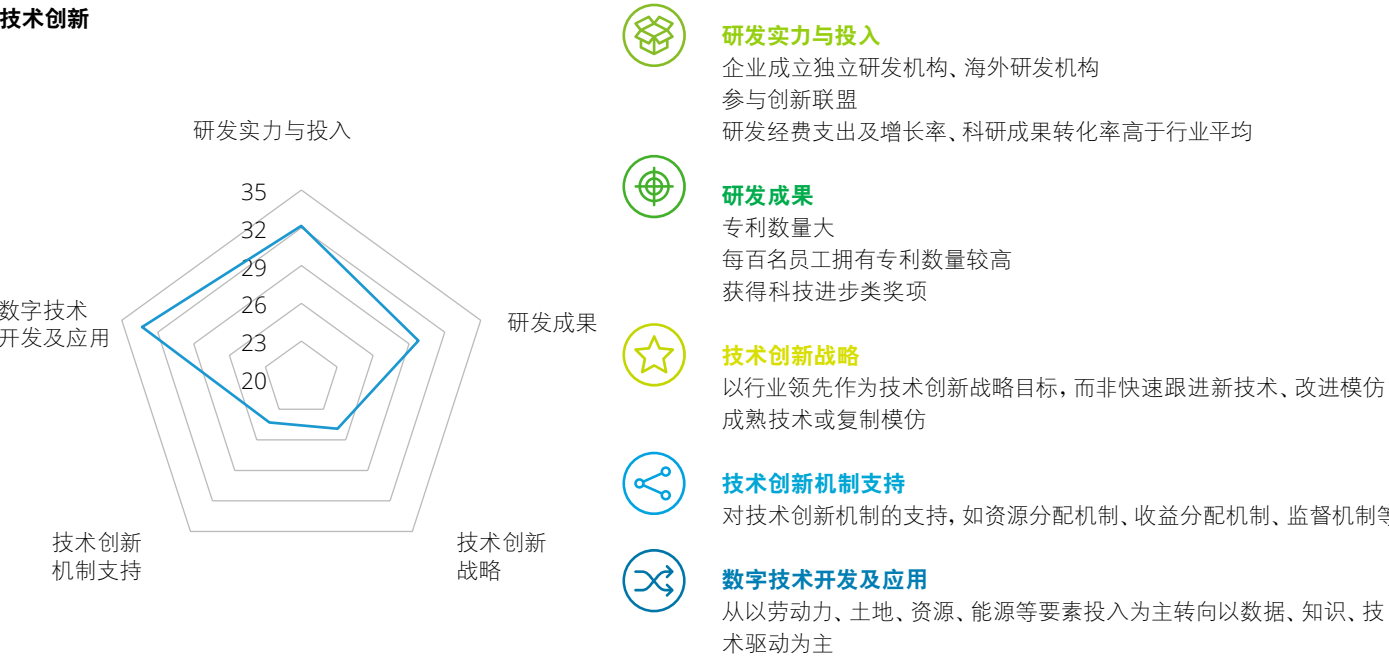 技术创新
研发实力与投入
35
32
29
26
23
20
数字技术
开发及应用
研发成果
技术创新
机制支持
技术创新
战略
研发实力与投入
企业成立独立研发机构、海外研发机构
参与创新联盟
研发经费支出及增长率、科研成果转化率高于行业平均
研发成果
专利数量大
每百名员工拥有专利数量较高
获得科技进步类奖项
技术创新战略
以行业领先作为技术创新战略目标，而非快速跟进新技术、改进模仿
成熟技术或复制模仿
技术创新机制支持
对技术创新机制的支持，如资源分配机制、收益分配机制、监督机制等
数字技术开发及应用
从以劳动力、土地、资源、能源等要素投入为主转向以数据、知识、技
术驱动为主